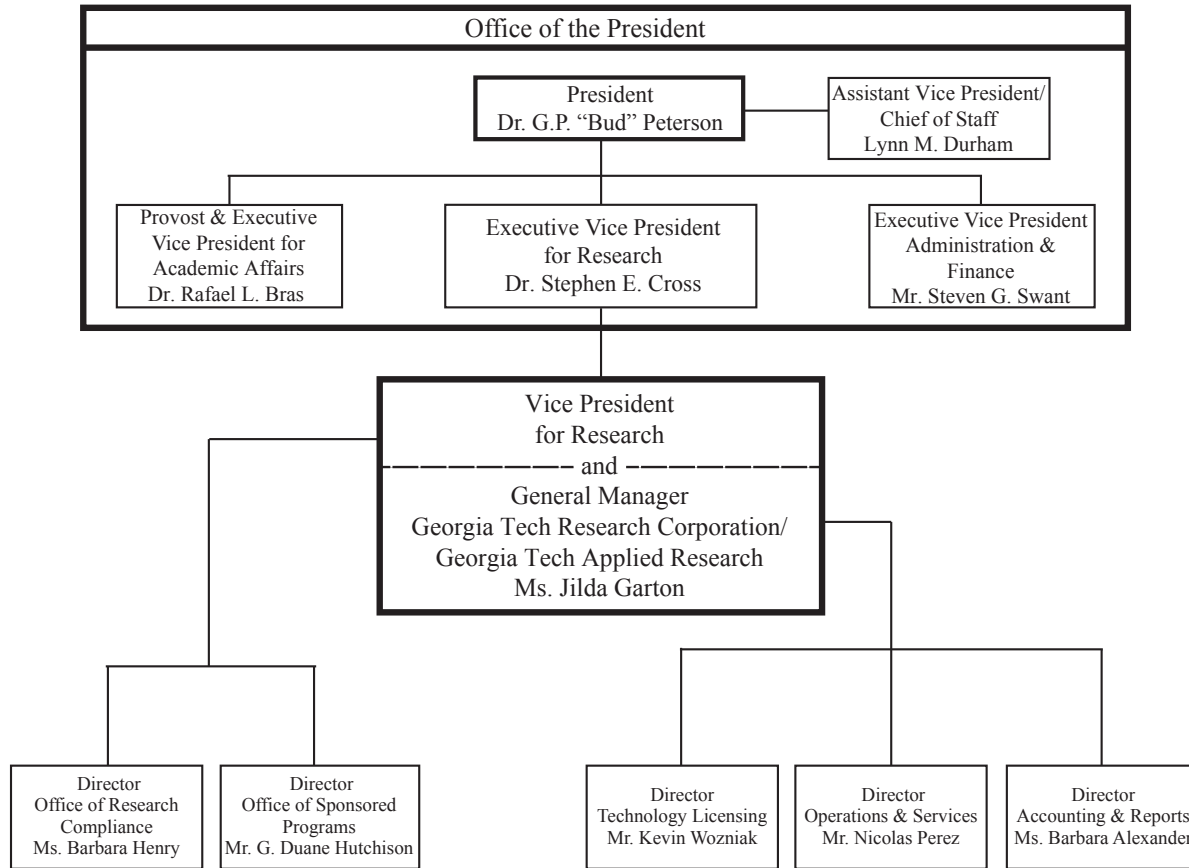 Office of the President
President
Dr. G.P. “Bud” Peterson
Assistant Vice President/
Chief of Staff
Lynn M. Durham
Provost & Executive
Vice President for
Academic Affairs
Dr. Rafael L. Bras
Executive Vice President
for Research
Dr. Stephen E. Cross
Executive Vice President
Administration &
Finance
Mr. Steven G. Swant
Vice President
for Research
and
General Manager
Georgia Tech Research Corporation/
Georgia Tech Applied Research
Ms. Jilda Garton
Director
Office of Research
Compliance
Ms. Barbara Henry
Director
Office of Sponsored
Programs
Mr. G. Duane Hutchison
Director
Technology Licensing
Mr. Kevin Wozniak
Director
Operations & Services
Mr. Nicolas Perez
Director
Accounting & Reports
Ms. Barbara Alexander